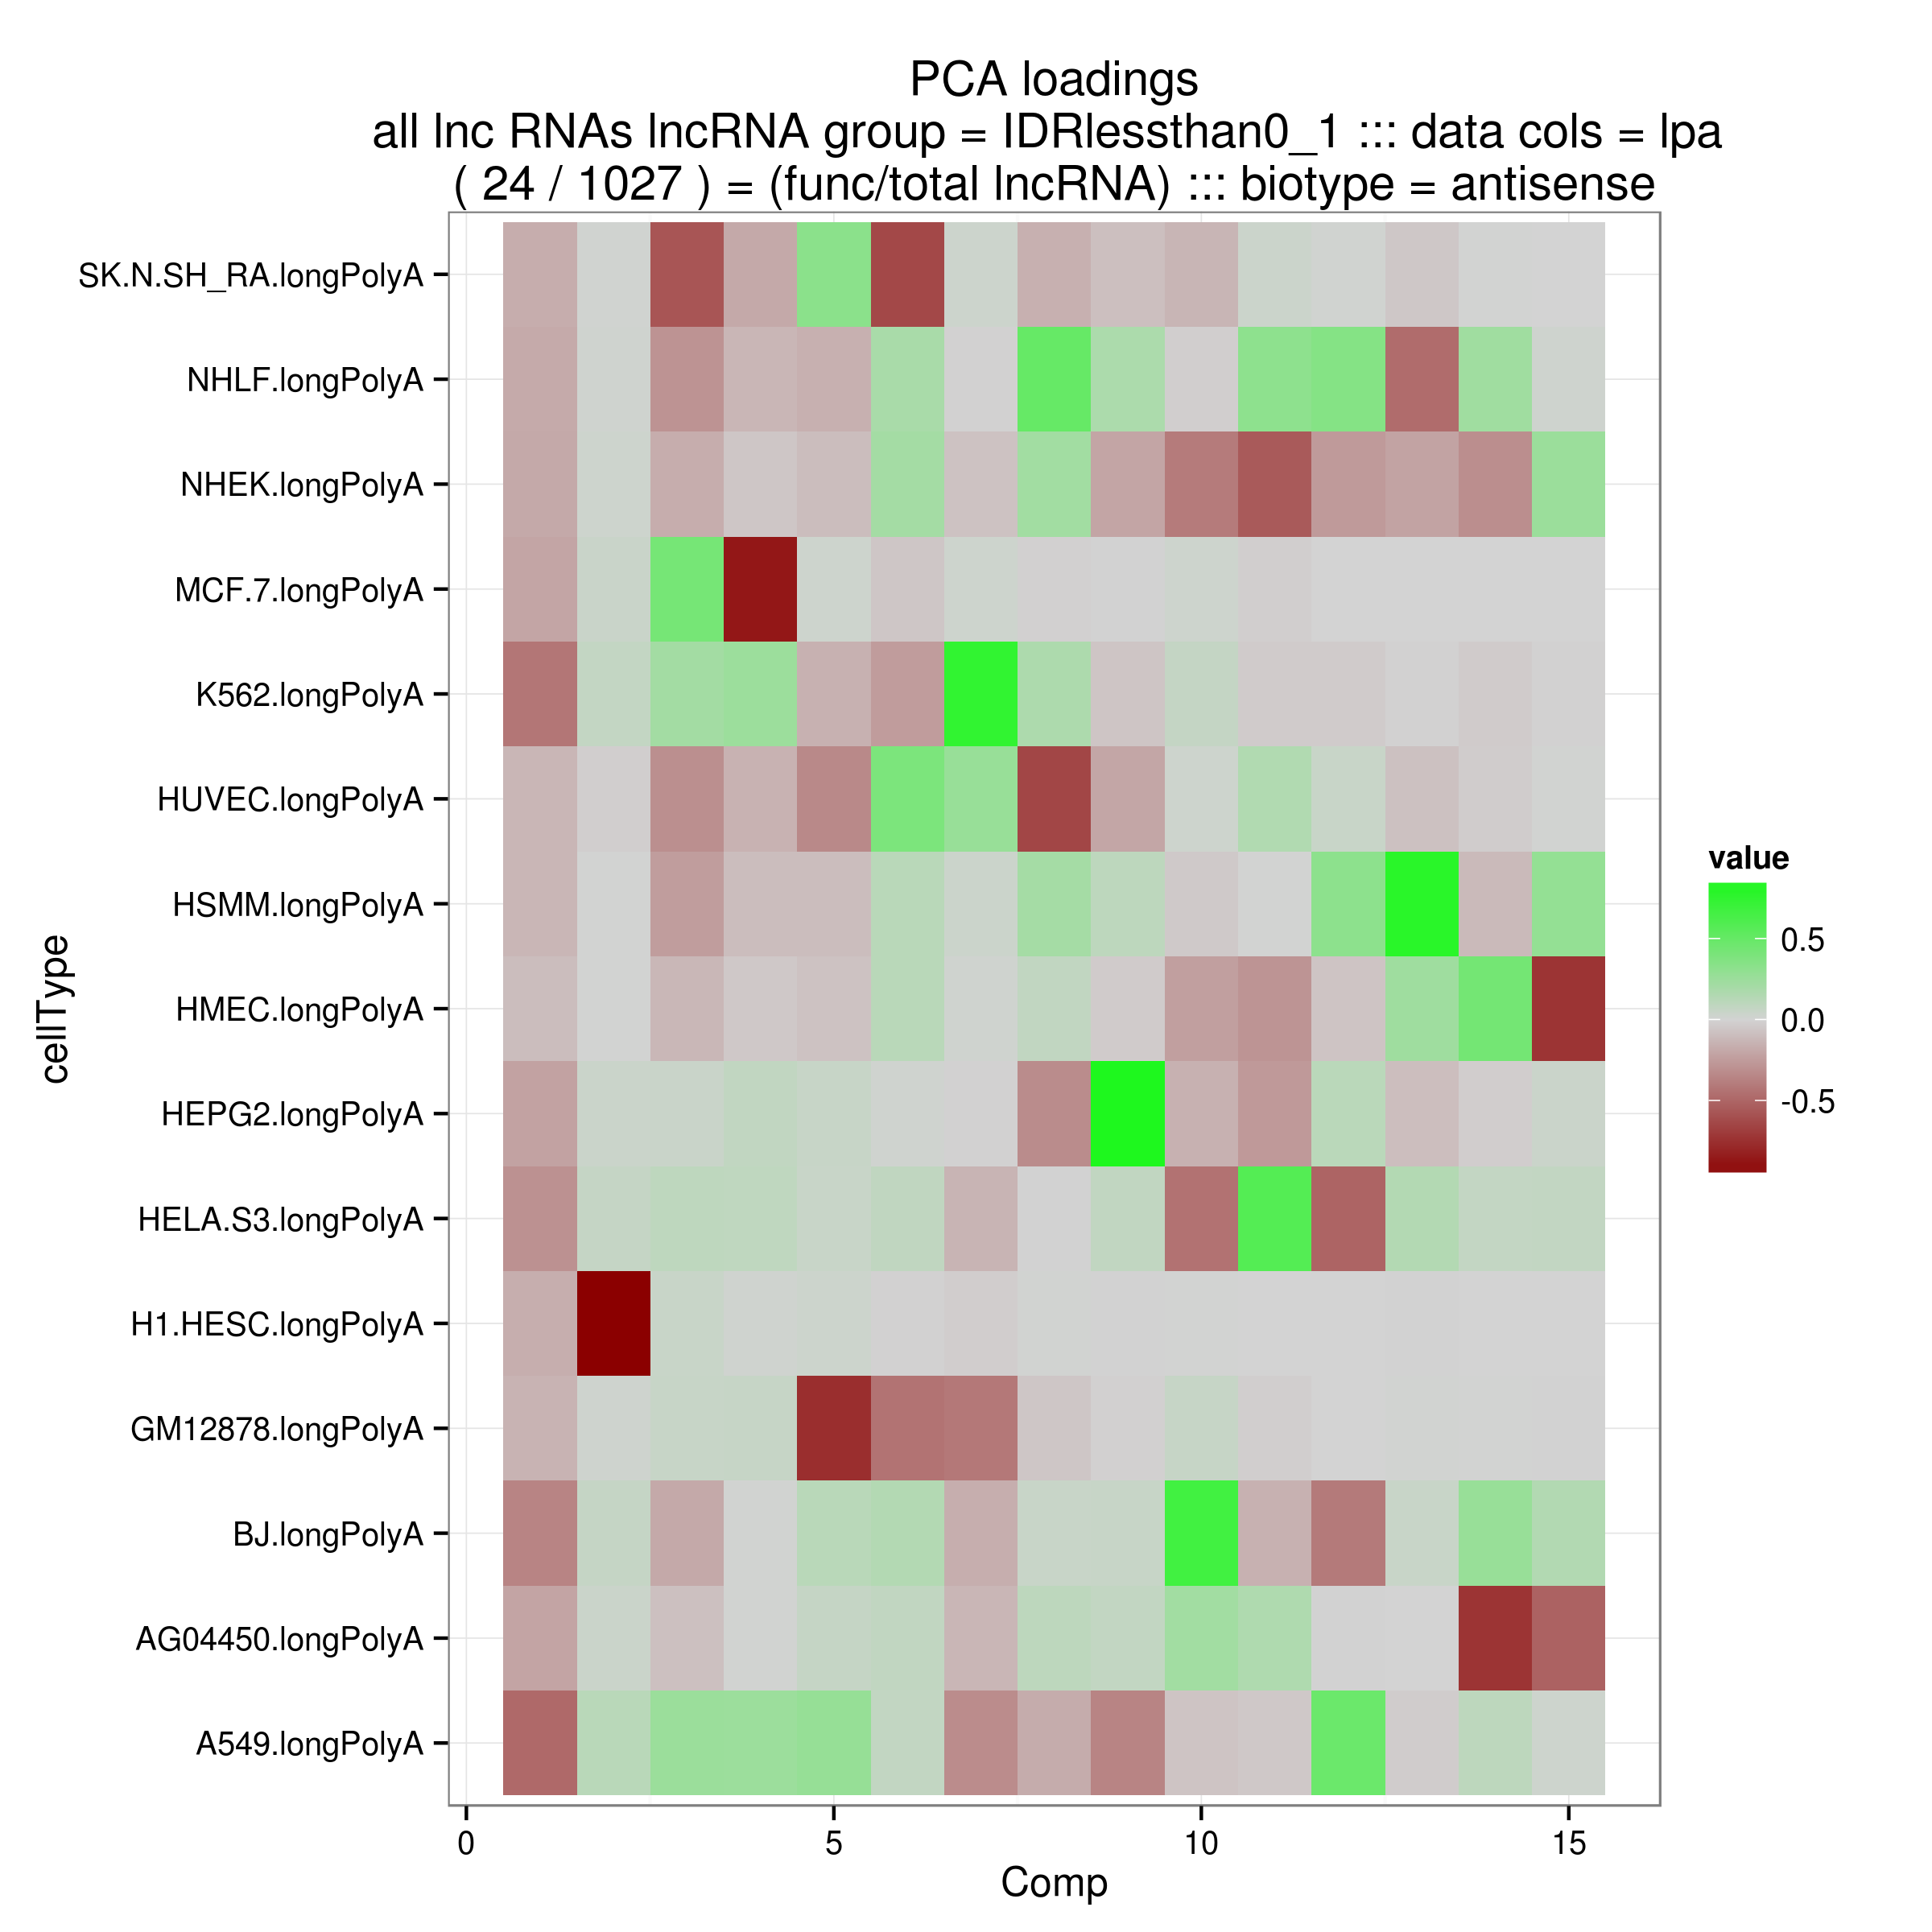 PCA loadings
all lnc RNAs lncRNA group = IDRlessthan0_1 ::: data cols = lpa
( 24 / 1027 ) = (func/total lncRNA) ::: biotype = antisense
SK.N.SH_RA.longPolyA
NHLF.longPolyA
NHEK.longPolyA
MCF.7.longPolyA
K562.longPolyA
HUVEC.longPolyA
HSMM.longPolyA
HMEC.longPolyA
HEPG2.longPolyA
HELA.S3.longPolyA
H1.HESC.longPolyA
GM12878.longPolyA
BJ.longPolyA
AG04450.longPolyA
A549.longPolyA
cellType
0 5 10 15
Comp
value
0.5
0.0
-0.5